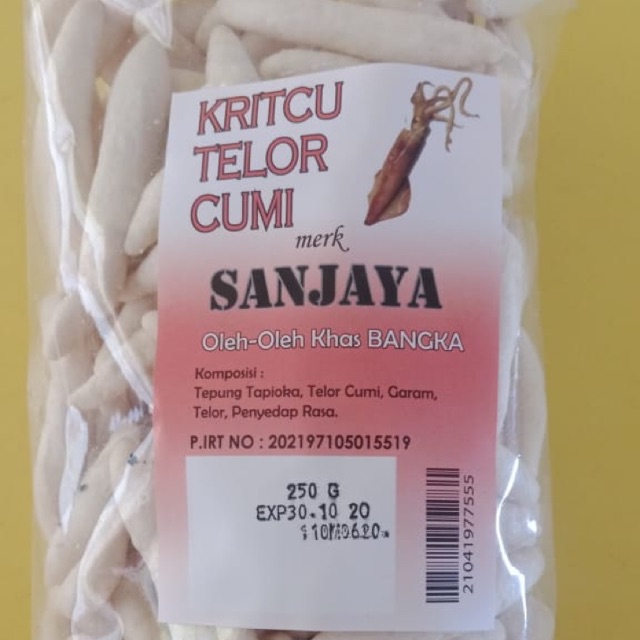 KRITCU
TELOR
CUMI
merk
SANJAYA
Oleh-Oleh Khas BANGKA
Komposisi :
Tepung Tapioka, Telor Cumi, Garam,
Telor, Penyedap Rasa.
P.IRT NO : 202197105015519
250 G
EXP30.10 20
21041977555